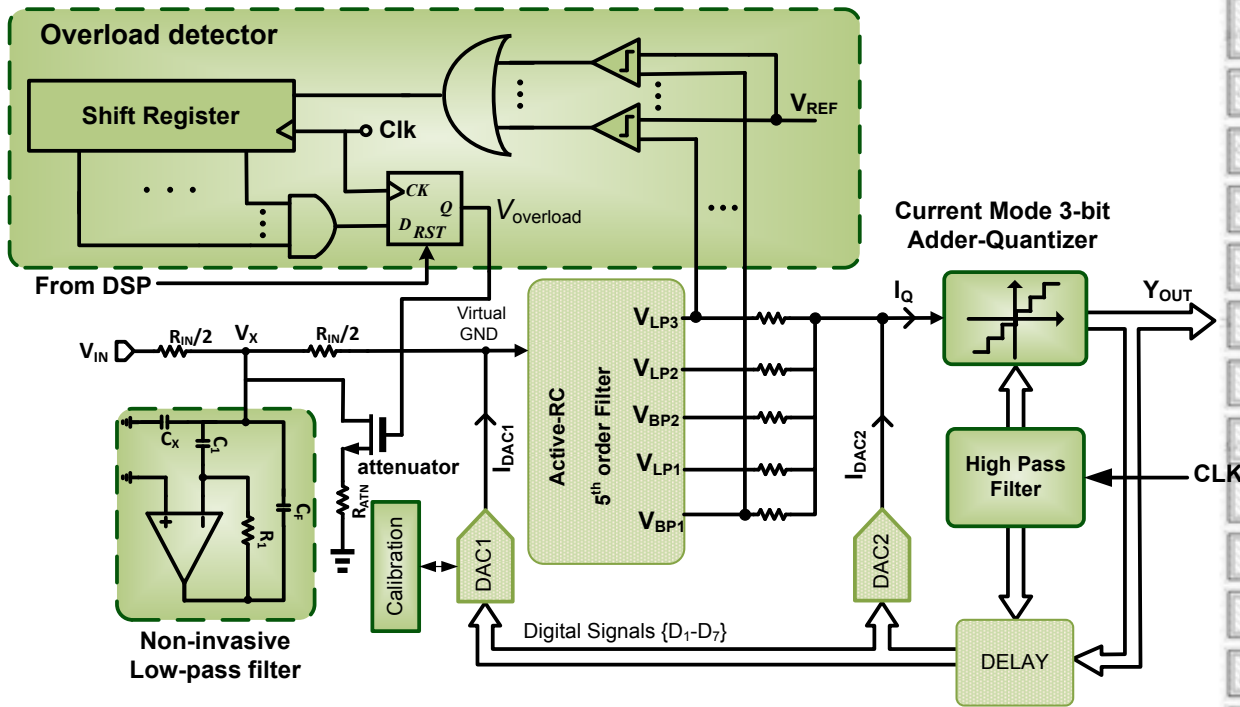 Overload detector
Shift Register
Clk
V_REF
CK
Q
D
RST
V_overload
From DSP
Current Mode 3-bit
Adder-Quantizer
I_Q
Y_OUT
Virtual
GND
V_IN
R_IN/2
V_X
R_IN/2
V_LP3
V_LP2
V_BP2
V_LP1
V_BP1
Active-RC
5th order Filter
C_X
C_1
C_F
R_1
+
-
attenuator
R_ATN
I_DAC1
I_DAC2
Calibration
DAC1
DAC2
High Pass
Filter
CLK
Non-invasive
Low-pass filter
Digital Signals {D1-D7}
DELAY